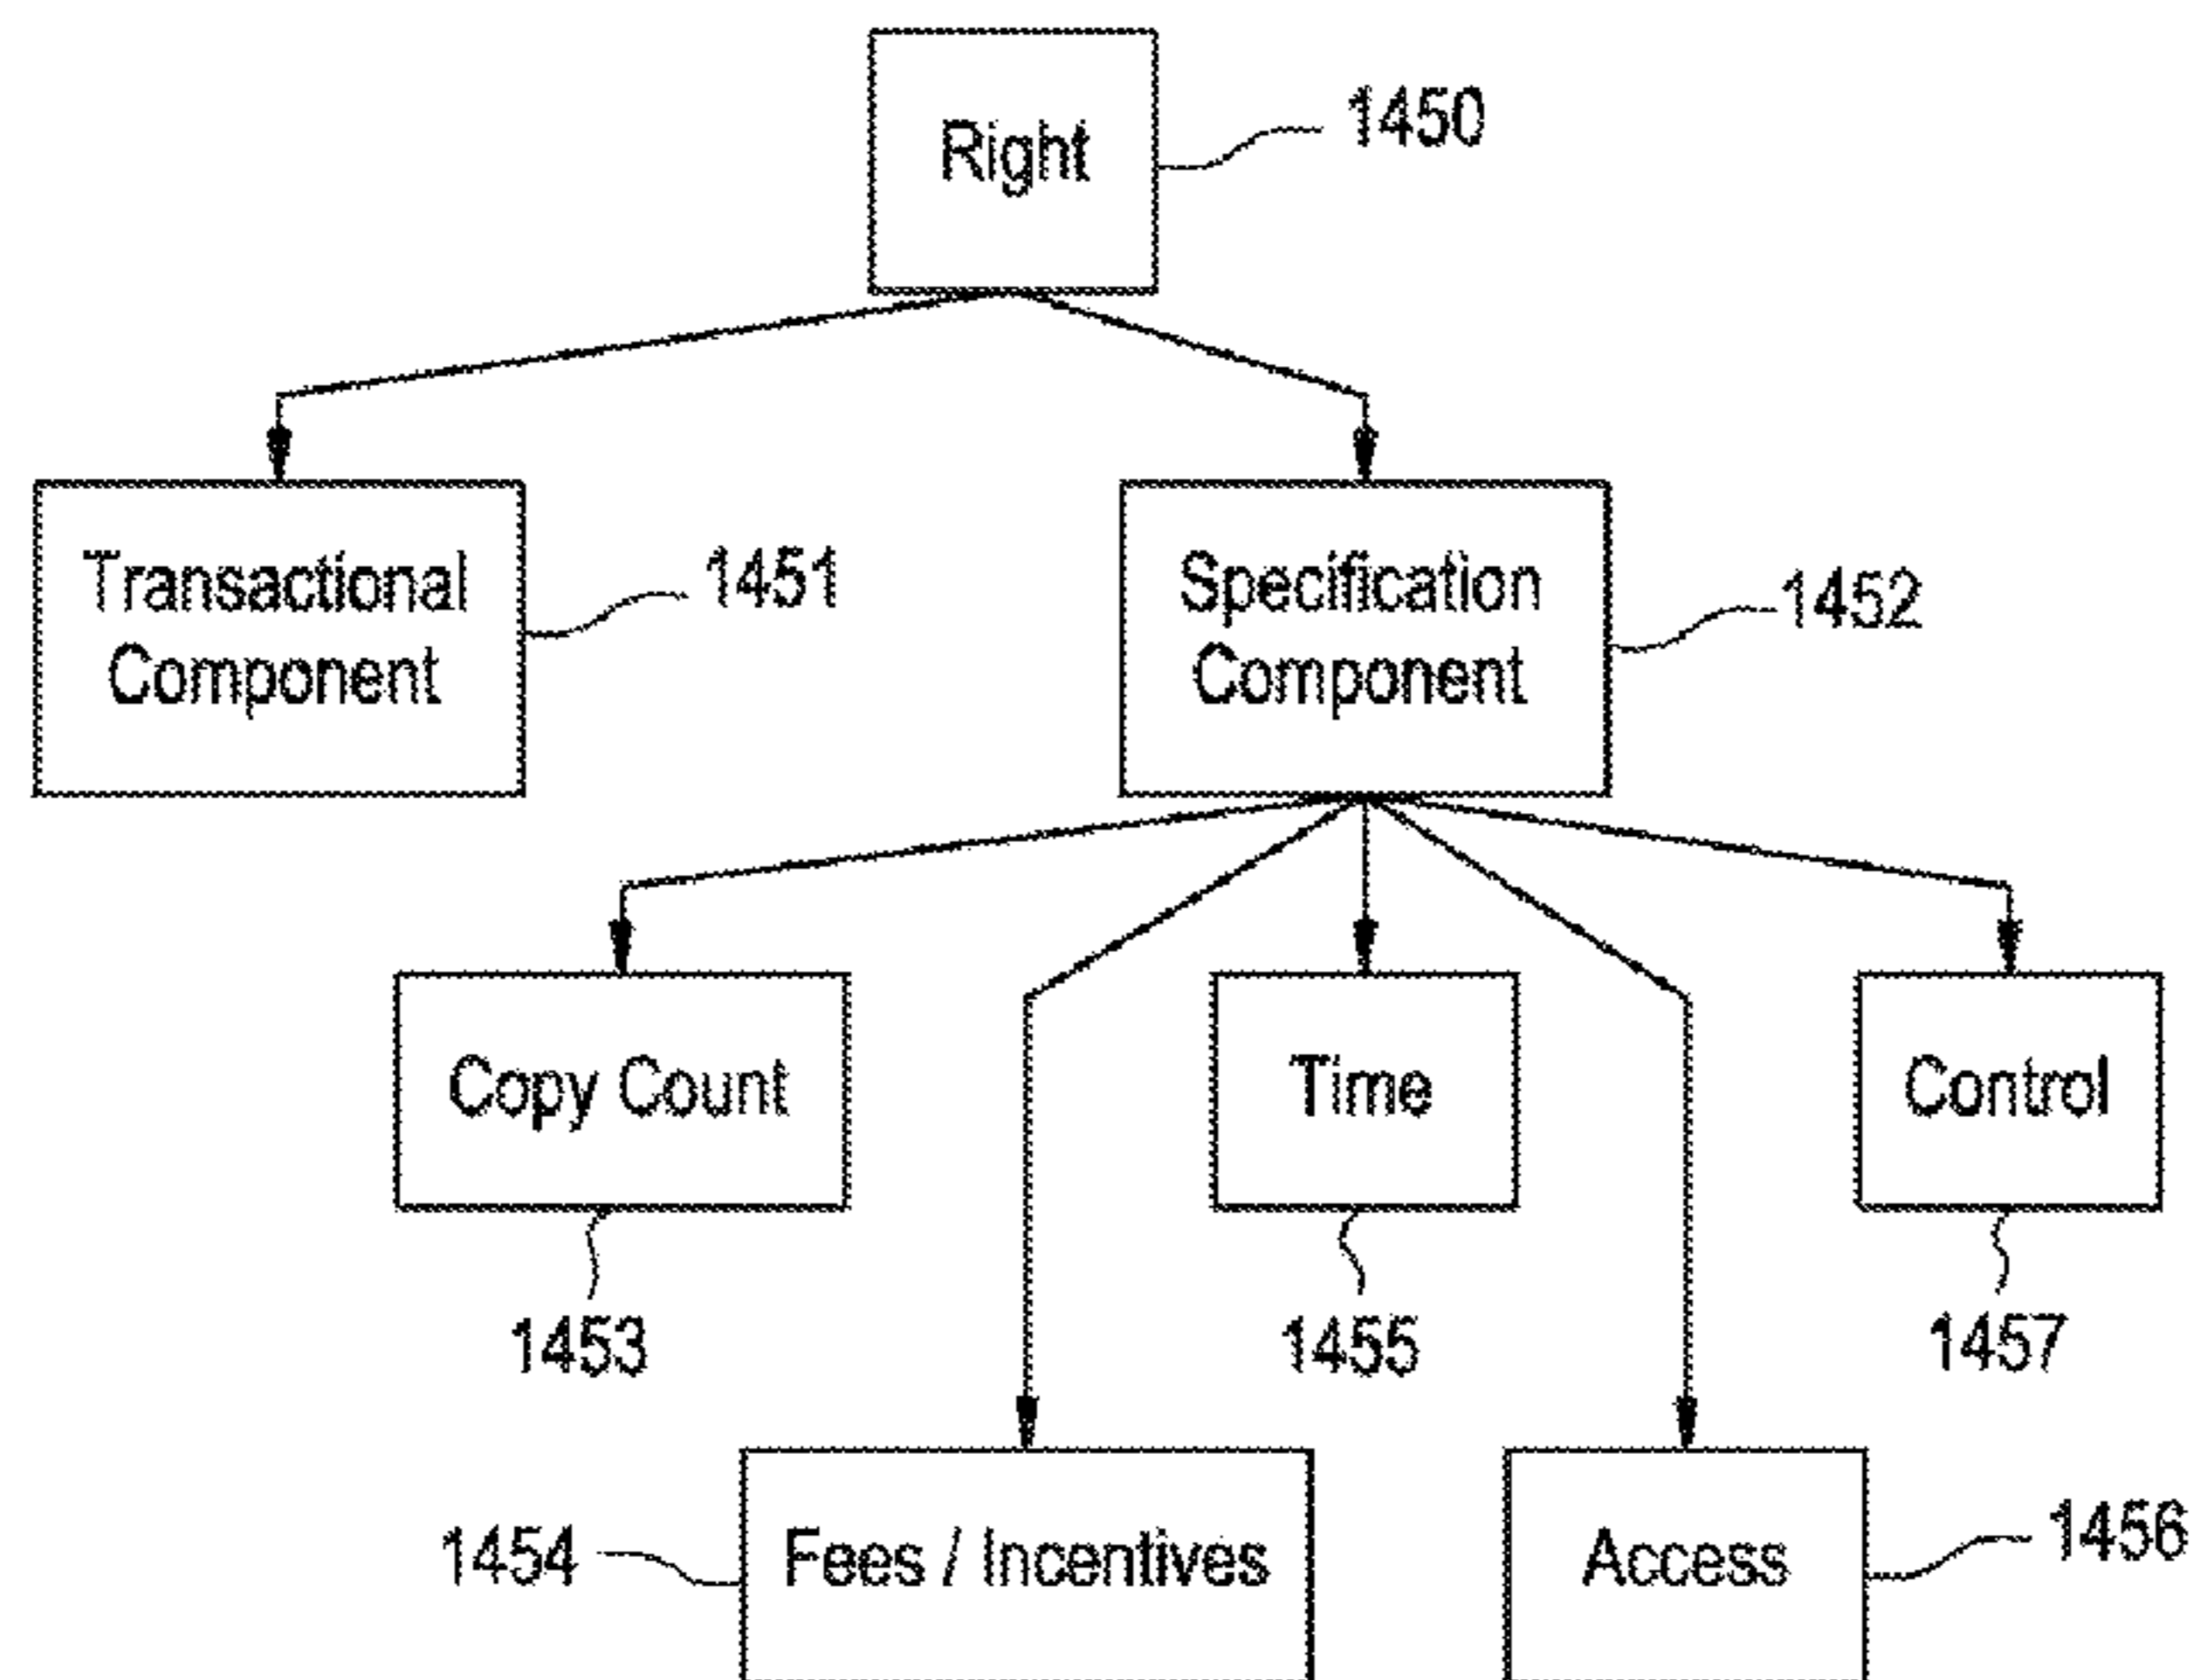 Right
1450
Transactional
Component
1451
Specification
Component
1452
Copy Count
Time
Control
1453
1455
1457
1454
Fees / Incentives
Access
1456